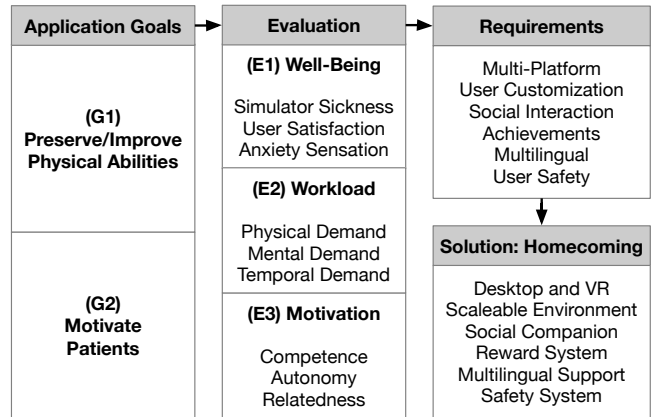 Application Goals
(G1)
Preserve/Improve
Physical Abilities
(G2)
Motivate
Patients
Evaluation
(E1) Well-Being
Simulator Sickness
User Satisfaction
Anxiety Sensation
(E2) Workload
Physical Demand
Mental Demand
Temporal Demand
(E3) Motivation
Competence
Autonomy
Relatedness
Requirements
Multi-Platform
User Customization
Social Interaction
Achievements
Multilingual
User Safety
Solution: Homecoming
Desktop and VR
Scaleable Environment
Social Companion
Reward System
Multilingual Support
Safety System